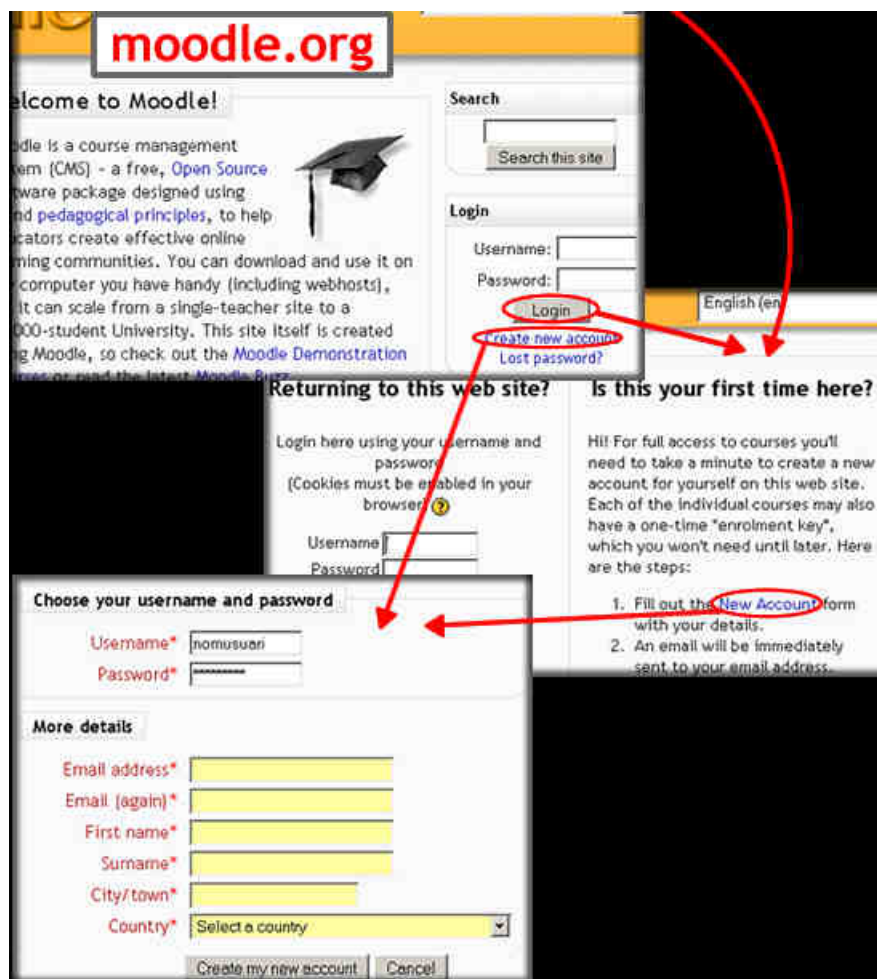 moodle.org
elcome to Moodle!
odle is a course management
tem (CMS) - a free, Open Source
tware package designed using
nd pedagogical principles, to help
cators create effective online
ning communities. You can download and use it on
computer you have handy (including webhosts),
it can scale from a single-teacher site to a
000-student University. This site itself is created
g Moodle, so check out the Moodle Demonstration
or read the latest Moodle Buzz
Search
Search this site
Login
Username:
Password:
Login
Create new account
Lost password?
English (en
Returning to this web site?
Login here using your username and
password
(Cookies must be enabled in your
browser)
Username
Password
Is this your first time here?
Hi! For full access to courses you'll
need to take a minute to create a new
account for yourself on this web site.
Each of the individual courses may also
have a one-time "enrolment key",
which you won't need until later. Here
are the steps:
1. Fill out the New Account form
with your details.
2. An email will be immediately
sent to your email address.
Choose your username and password
Username* nomusuari
Password* *********
More details
Email address*
Email (again)*
First name*
Surname*
City/town*
Country* Select a country
Create my new account Cancel